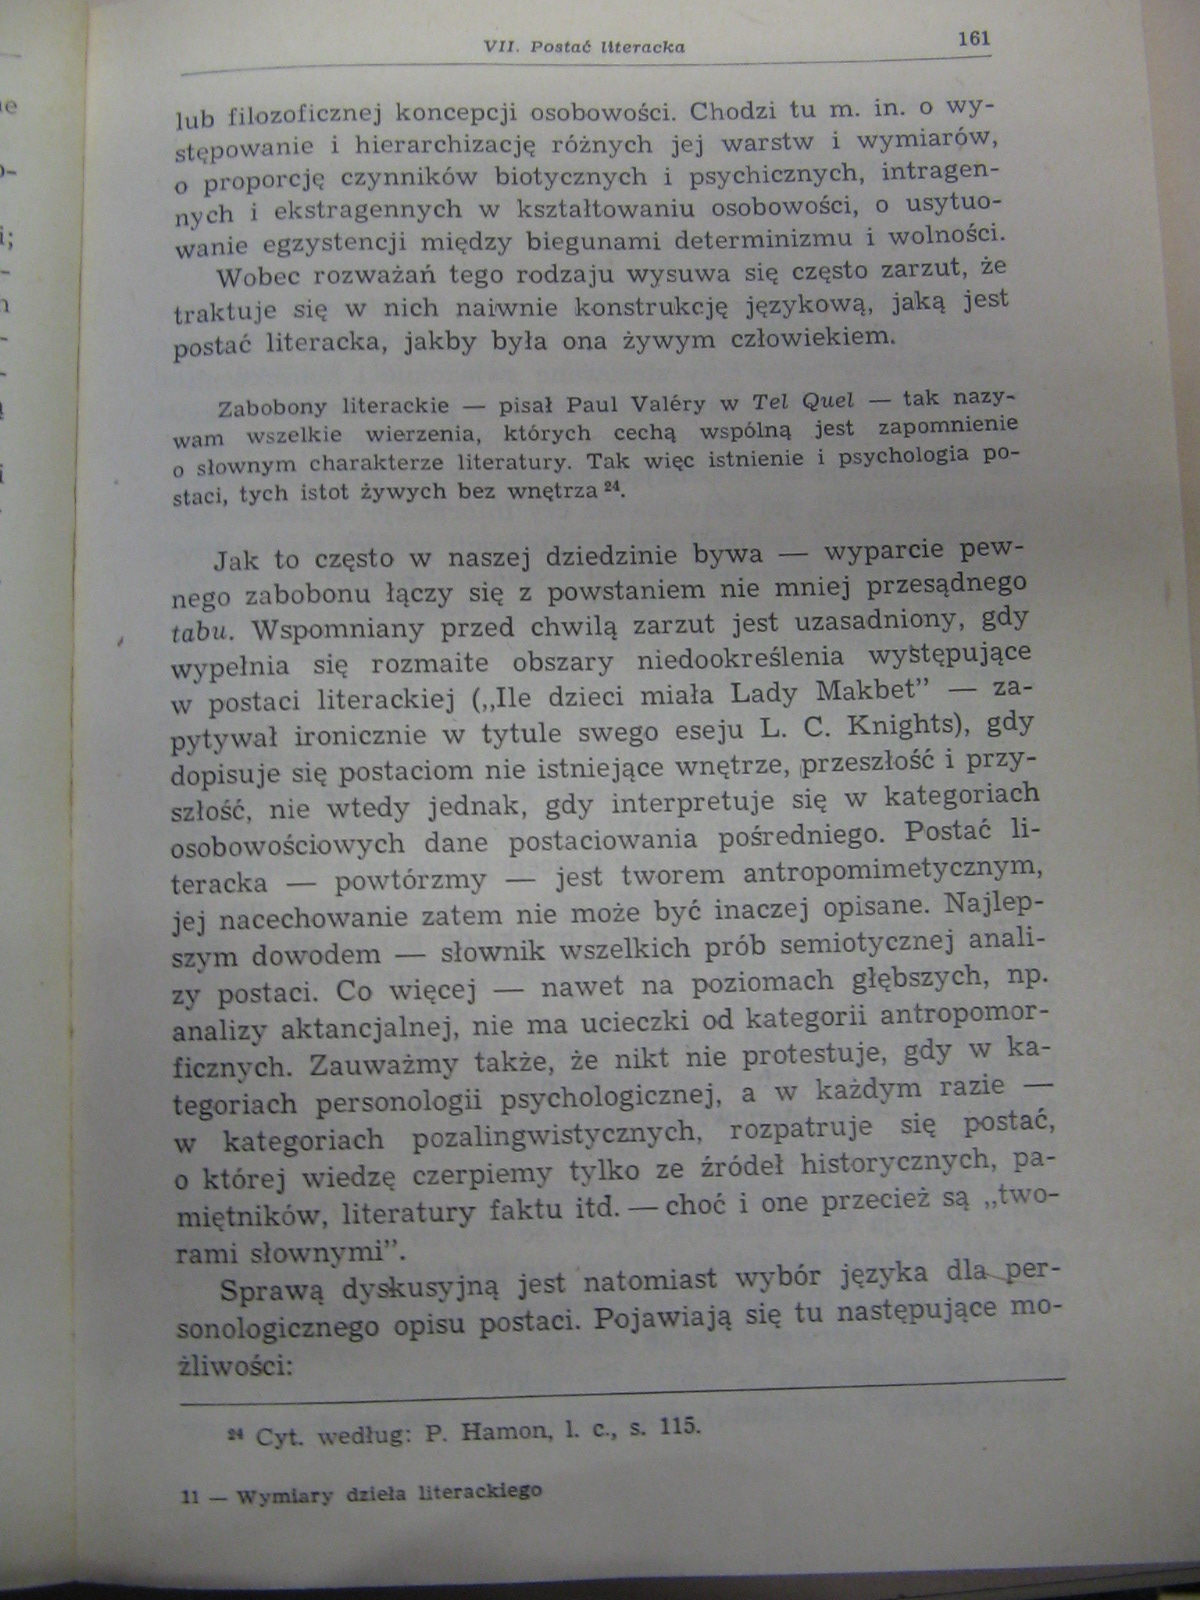 VII. Postać literacka 161
lub filozoficznej koncepcji osobowości. Chodzi tu m. in. o wy-
stępowanie i hierarchizację różnych jej warstw i wymiarów,
o proporcję czynników biotycznych i psychicznych, intragen-
nych i ekstragennych w kształtowaniu osobowości, o usytuo-
wanie egzystencji między biegunami determinizmu i wolności.
Wobec rozważań tego rodzaju wysuwa się często zarzut, że
traktuje się w nich naiwnie konstrukcję językową, jaką jest
postać literacka, jakby była ona żywym człowiekiem.
Zabobony literackie — pisał Paul Valéry w Tel Quel — tak nazy-
wam wszelkie wierzenia, których cechą wspólną jest zapomnienie
o słownym charakterze literatury. Tak więc istnienie i psychologia po-
staci, tych istot żywych bez wnętrza ²⁴.
Jak to często w naszej dziedzinie bywa — wyparcie pew-
nego zabobonu łączy się z powstaniem nie mniej przesądnego
tabu. Wspomniany przed chwilą zarzut jest uzasadniony, gdy
wypełnia się rozmaite obszary niedookreślenia występujące
w postaci literackiej („Ile dzieci miała Lady Makbet” — za-
pytywał ironicznie w tytule swego eseju L. C. Knights), gdy
dopisuje się postaciom nie istniejące wnętrze, przeszłość i przy-
szłość, nie wtedy jednak, gdy interpretuje się w kategoriach
osobowościowych dane postaciowania pośredniego. Postać li-
teracka — powtórzmy — jest tworem antropomimetycznym,
jej nacechowanie zatem nie może być inaczej opisane. Najlep-
szym dowodem — słownik wszelkich prób semiotycznej anali-
zy postaci. Co więcej — nawet na poziomach głębszych, np.
analizy aktancjalnej, nie ma ucieczki od kategorii antropomor-
ficznych. Zauważmy także, że nikt nie protestuje, gdy w ka-
tegoriach personologii psychologicznej, a w każdym razie —
w kategoriach pozalingwistycznych, rozpatruje się postać,
o której wiedzę czerpiemy tylko ze źródeł historycznych, pa-
miętników, literatury faktu itd. — choć i one przecież są „two-
rami słownymi”.
Sprawą dyskusyjną jest natomiast wybór języka dla per-
sonologicznego opisu postaci. Pojawiają się tu następujące mo-
żliwości:
²⁴ Cyt. według: P. Hamon, l. c., s. 115.
11 — Wymiary dzieła literackiego